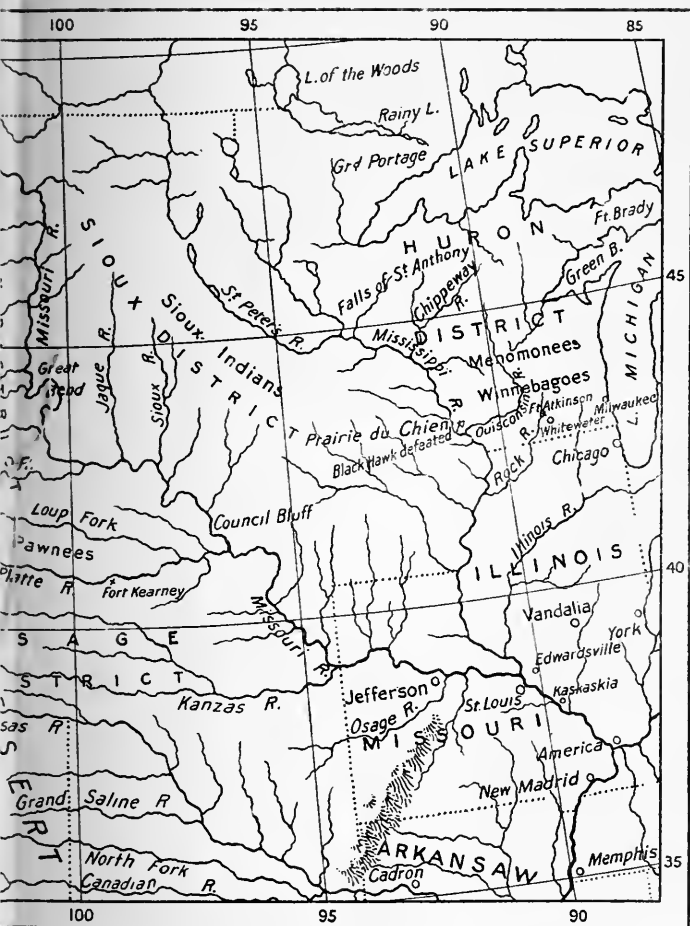 100
95
90
85
L. of the Woods
Rainy L.
Grd Portage
LAKE SUPERIOR
Ft. Brady
HURON
DISTRICT
Green B.
45
L. MICHIGAN
Falls of St Anthony
Chippeway R.
St Peter's R.
Mississippi R.
Menomonees
Winnebagoes
Missouri R.
SIOUX DISTRICT
Sioux Indians
Great
Bend
Jaque R.
Sioux R.
Prairie du Chien
Black Hawk defeated
Ouisconsin R.
Ft. Atkinson
Whitewater
Milwaukee
Rock R.
Chicago
Council Bluff
Loup Fork
Pawnees
Platte R.
Fort Kearney
Illinois R.
ILLINOIS
40
Missouri R.
Vandalia
York
Edwardsville
Kaskaskia
SAGE
STRICT
Kanzas R.
Jefferson
Osage R.
St. Louis
MISSOURI
America
New Madrid
sas R
SERT
Grand Saline R
North Fork
Canadian R.
ARKANSAW
Cadron
Memphis
35
100
95
90